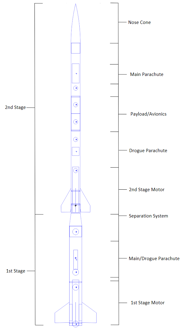 Nose Cone
Main Parachute
2nd Stage
Payload/Avionics
Drogue Parachute
2nd Stage Motor
Separation System
Main/Drogue Parachute
1st Stage
1st Stage Motor